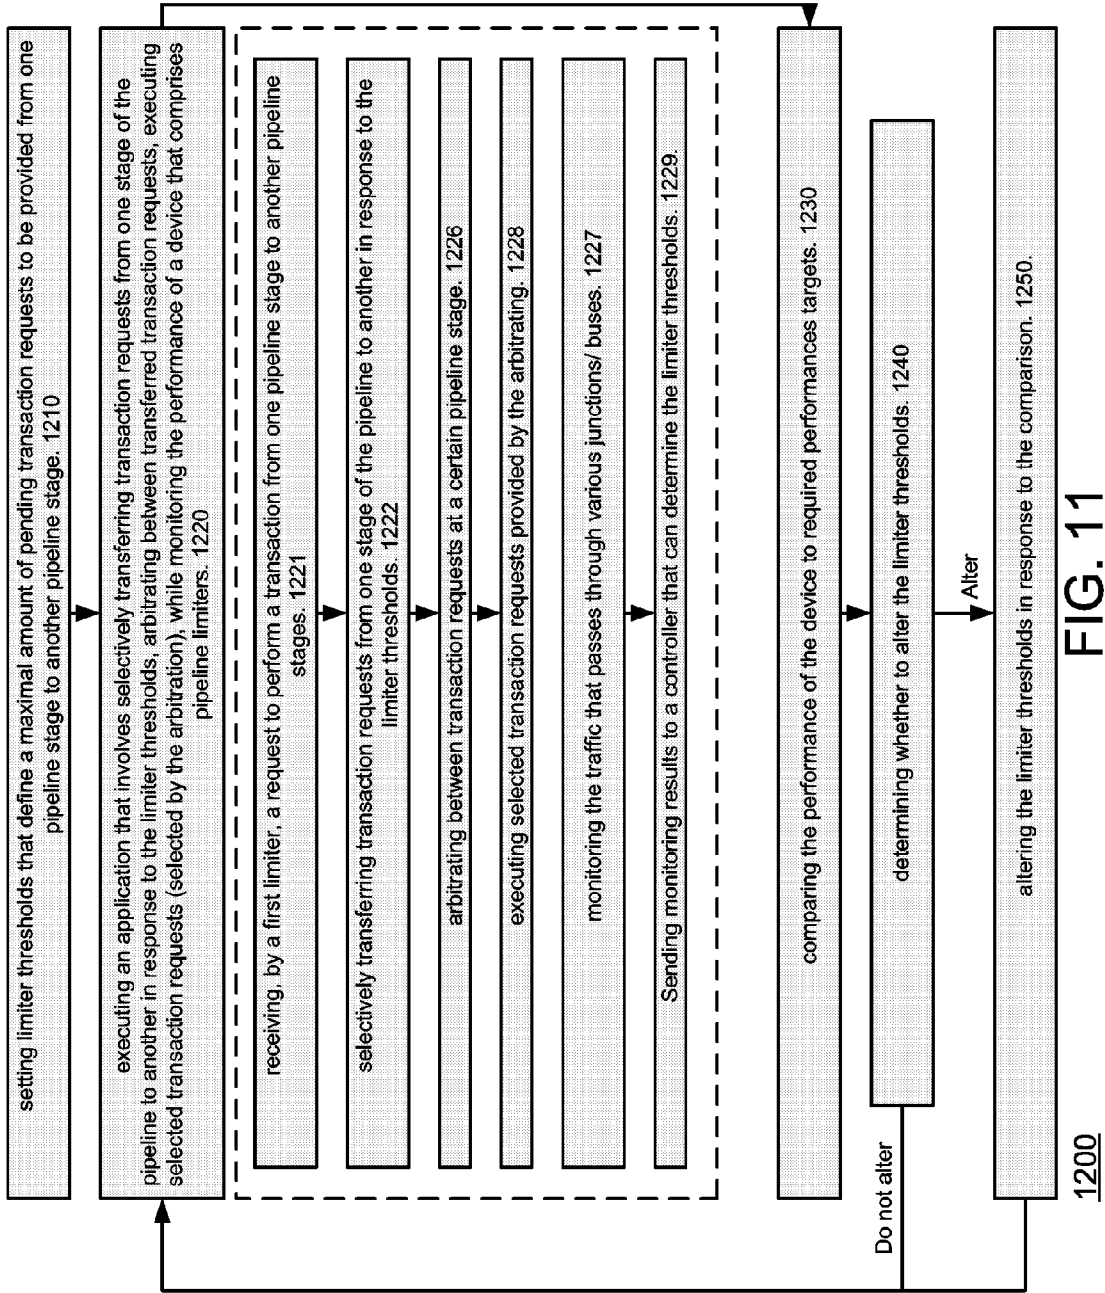 setting limiter thresholds that define a maximal amount of pending transaction requests to be provided from one
pipeline stage to another pipeline stage. 1210
executing an application that involves selectively transferring transaction requests from one stage of the
pipeline to another in response to the limiter thresholds, arbitrating between transferred transaction requests, executing
selected transaction requests (selected by the arbitration), while monitoring the performance of a device that comprises
pipeline limiters. 1220
receiving, by a first limiter, a request to perform a transaction from one pipeline stage to another pipeline
stages. 1221
selectively transferring transaction requests from one stage of the pipeline to another in response to the
limiter thresholds. 1222
arbitrating between transaction requests at a certain pipeline stage. 1226
executing selected transaction requests provided by the arbitrating. 1228
monitoring the traffic that passes through various junctions/ buses. 1227
Sending monitoring results to a controller that can determine the limiter thresholds. 1229.
comparing the performance of the device to required performances targets. 1230
determining whether to alter the limiter thresholds. 1240
Do not alter
Alter
altering the limiter thresholds in response to the comparison. 1250.
1200
FIG. 11